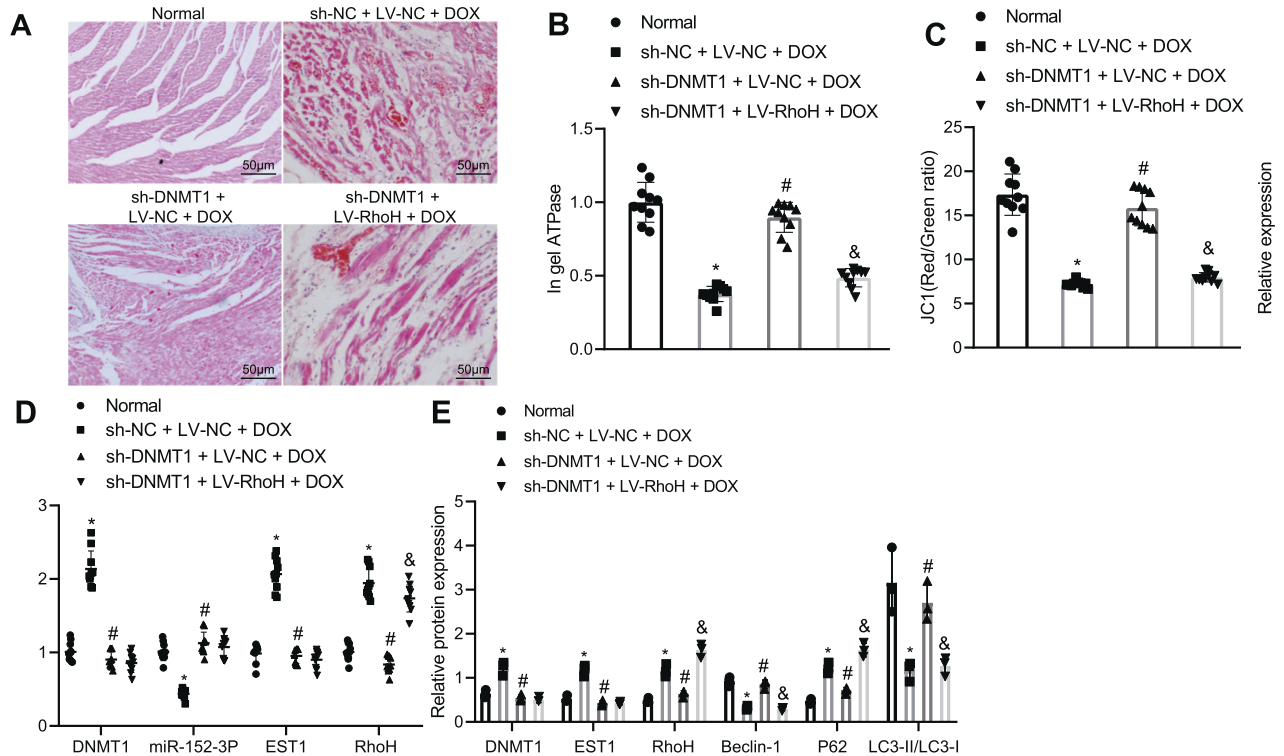 A
Normal
sh-NC + LV-NC + DOX
50µm
50µm
sh-DNMT1 +
LV-NC + DOX
sh-DNMT1 +
LV-RhoH + DOX
50µm
50µm
B
Normal
sh-NC + LV-NC + DOX
sh-DNMT1 + LV-NC + DOX
sh-DNMT1 + LV-RhoH + DOX
In gel ATPase
1.5
1.0
0.5
0.0
*
#
&
C
Normal
sh-NC + LV-NC + DOX
sh-DNMT1 + LV-NC + DOX
sh-DNMT1 + LV-RhoH + DOX
JC1(Red/Green ratio)
25
20
15
10
5
0
*
#
&
Relative expression
D
Normal
sh-NC + LV-NC + DOX
sh-DNMT1 + LV-NC + DOX
sh-DNMT1 + LV-RhoH + DOX
3
2
1
0
*
#
*
#
*
#
*
#
&
DNMT1
miR-152-3P
EST1
RhoH
E
Normal
sh-NC + LV-NC + DOX
sh-DNMT1 + LV-NC + DOX
sh-DNMT1 + LV-RhoH + DOX
Relative protein expression
5
4
3
2
1
0
*
#
*
#
*
#
&
*
#
&
*
#
&
*
#
&
DNMT1
EST1
RhoH
Beclin-1
P62
LC3-II/LC3-I